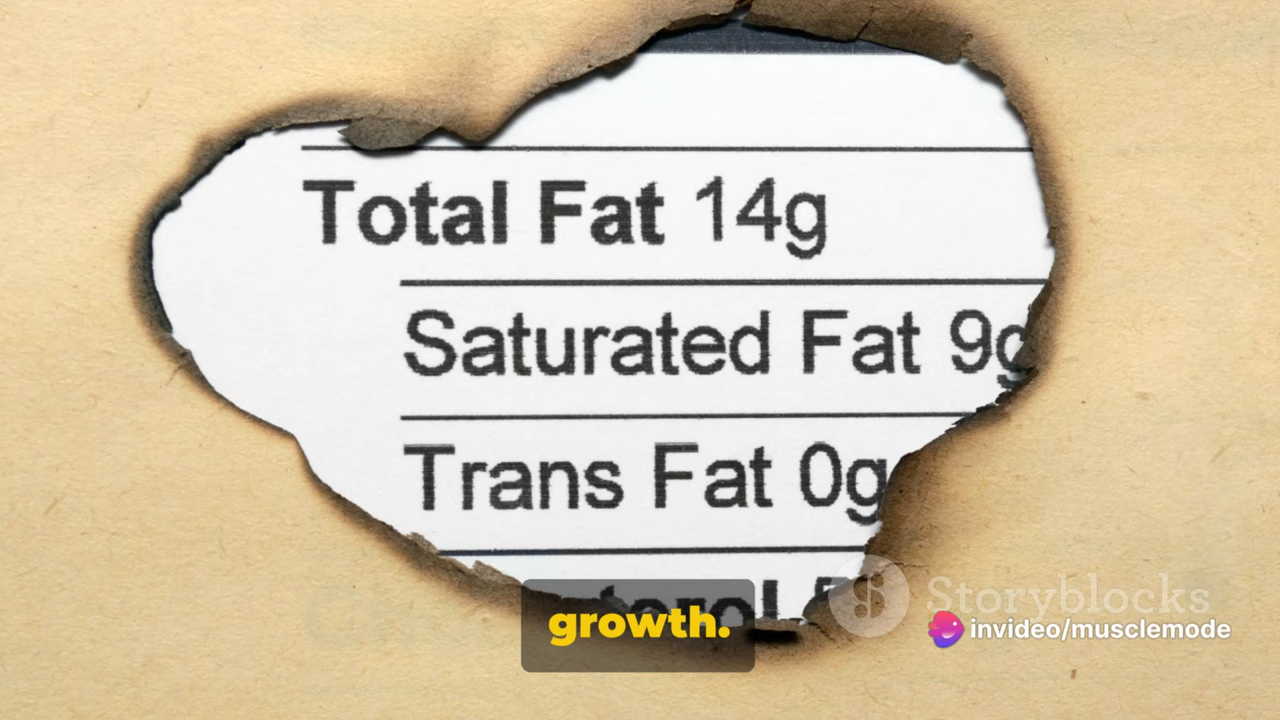 Total Fat 14g
Saturated Fat 9g
Trans Fat 0g
growth.
Storyblocks
invideo/musclemode